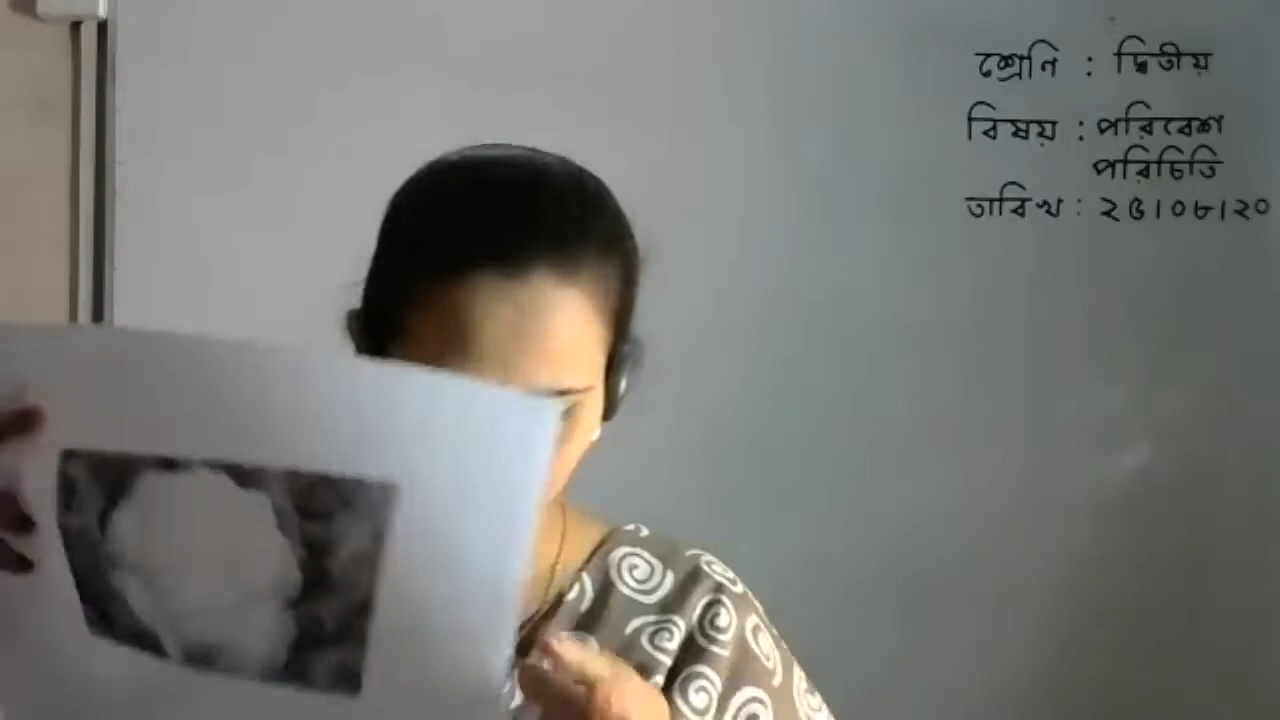 শ্রেনি : দ্বিতীয়
বিষয় : পরিবেশ
পরিচিতি
তারিখ : ২৫।০৮।২০